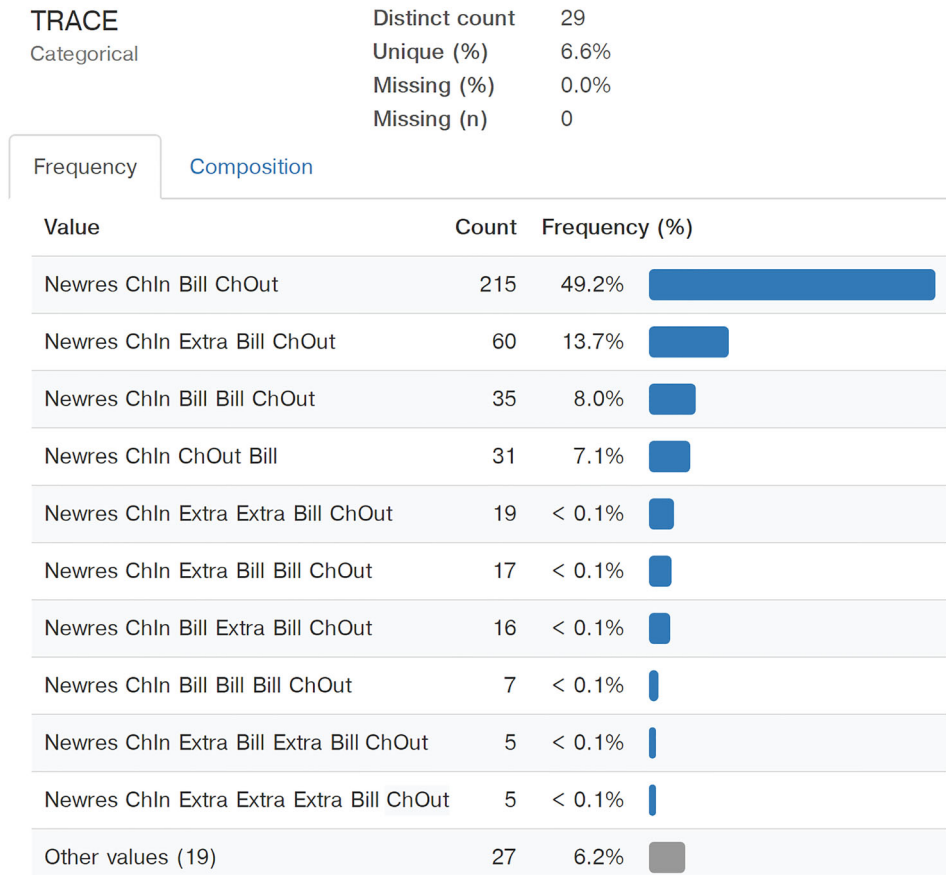 TRACE
Categorical
Distinct count 29
Unique (%) 6.6%
Missing (%) 0.0%
Missing (n) 0
Frequency Composition
Value Count Frequency (%)
Newres ChIn Bill ChOut 215 49.2%
Newres ChIn Extra Bill ChOut 60 13.7%
Newres ChIn Bill Bill ChOut 35 8.0%
Newres ChIn ChOut Bill 31 7.1%
Newres ChIn Extra Extra Bill ChOut 19 < 0.1%
Newres ChIn Extra Bill Bill ChOut 17 < 0.1%
Newres ChIn Bill Extra Bill ChOut 16 < 0.1%
Newres ChIn Bill Bill Bill ChOut 7 < 0.1%
Newres ChIn Extra Bill Extra Bill ChOut 5 < 0.1%
Newres ChIn Extra Extra Extra Bill ChOut 5 < 0.1%
Other values (19) 27 6.2%